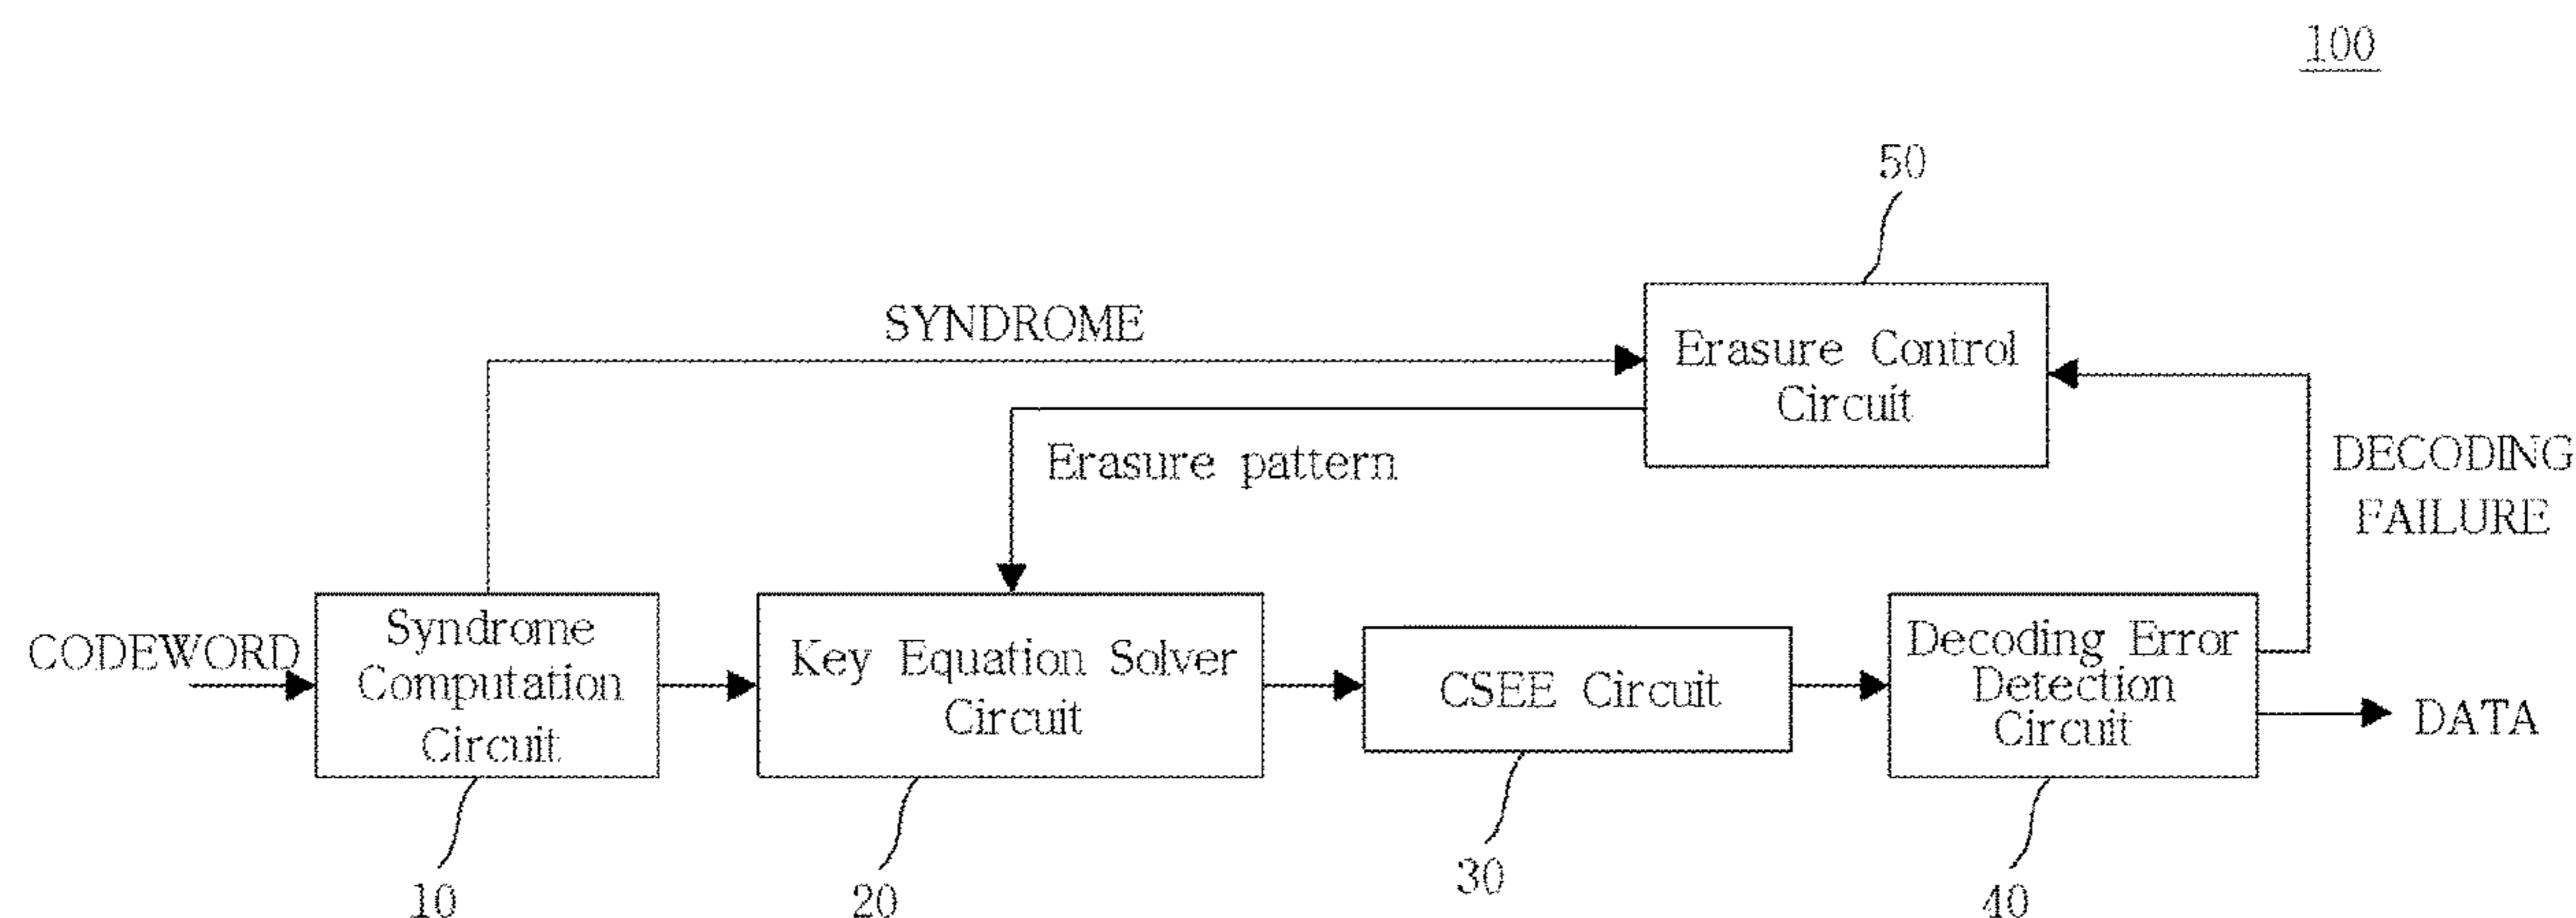 100
50
SYNDROME
Erasure Control
Circuit
Erasure pattern
DECODING
FAILURE
CODEWORD
Syndrome
Computation
Circuit
Key Equation Solver
Circuit
CSEE Circuit
Decoding Error
Detection
Circuit
DATA
10
20
30
40